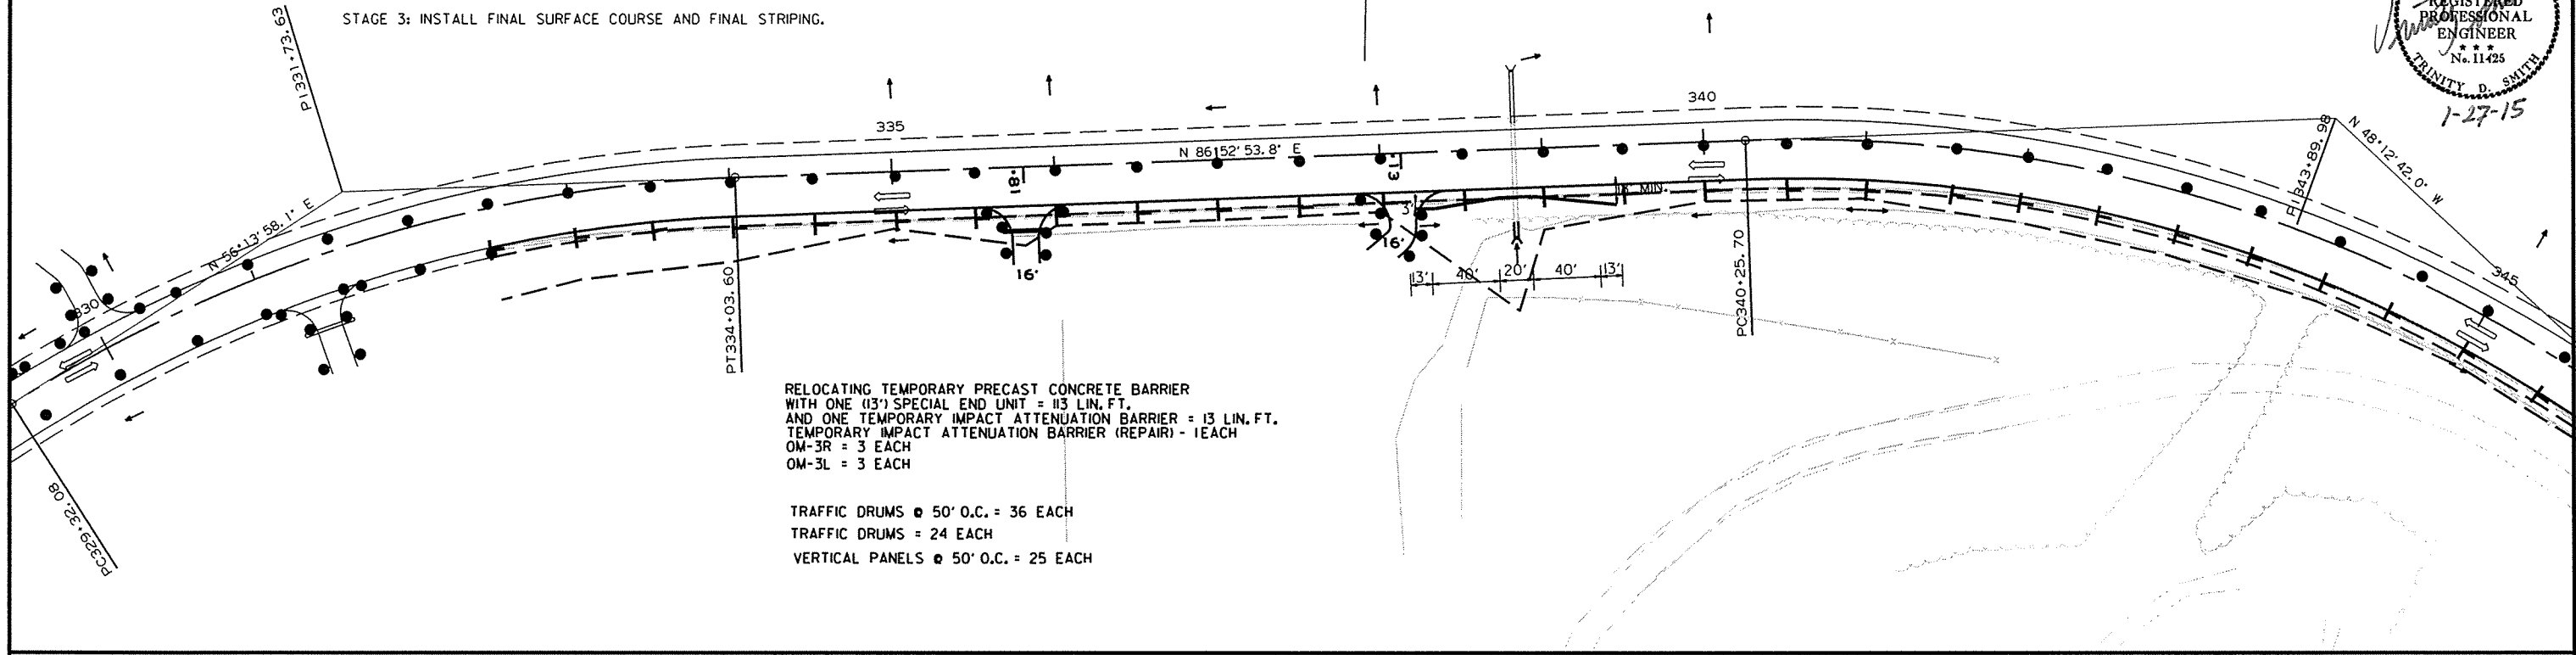 STAGE 3: INSTALL FINAL SURFACE COURSE AND FINAL STRIPING.
REGISTERED
PROFESSIONAL
ENGINEER
★ ★ ★
No. 11425
TRINITY D. SMITH
1-27-15
PI331+73.63
335
340
345
330
N 56°13'58.1" E
N 86°52'53.8" E
N 48°12'42.0" W
PI343+89.98
18'
13'
16'
3'
16'
MIN.
13'
40'
20'
40'
13'
PT334+03.60
PC340+25.70
PC329+32.08
RELOCATING TEMPORARY PRECAST CONCRETE BARRIER
WITH ONE (13') SPECIAL END UNIT = 113 LIN. FT.
AND ONE TEMPORARY IMPACT ATTENUATION BARRIER = 13 LIN. FT.
TEMPORARY IMPACT ATTENUATION BARRIER (REPAIR) - 1 EACH
OM-3R = 3 EACH
OM-3L = 3 EACH
TRAFFIC DRUMS @ 50' O.C. = 36 EACH
TRAFFIC DRUMS = 24 EACH
VERTICAL PANELS @ 50' O.C. = 25 EACH